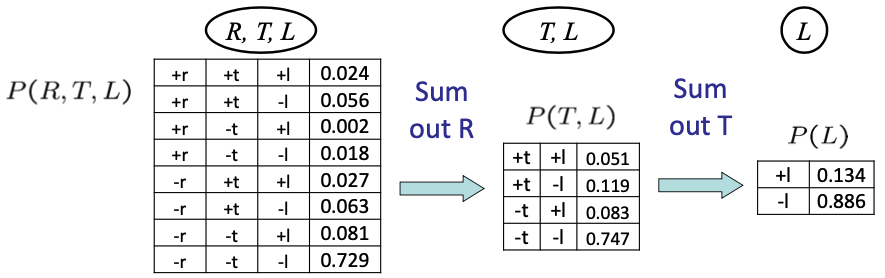 R, T, L
T, L
L
P(R, T, L)
+r +t +l 0.024
+r +t -l 0.056
+r -t +l 0.002
+r -t -l 0.018
-r +t +l 0.027
-r +t -l 0.063
-r -t +l 0.081
-r -t -l 0.729
Sum
out R
P(T, L)
+t +l 0.051
+t -l 0.119
-t +l 0.083
-t -l 0.747
Sum
out T
P(L)
+l 0.134
-l 0.886